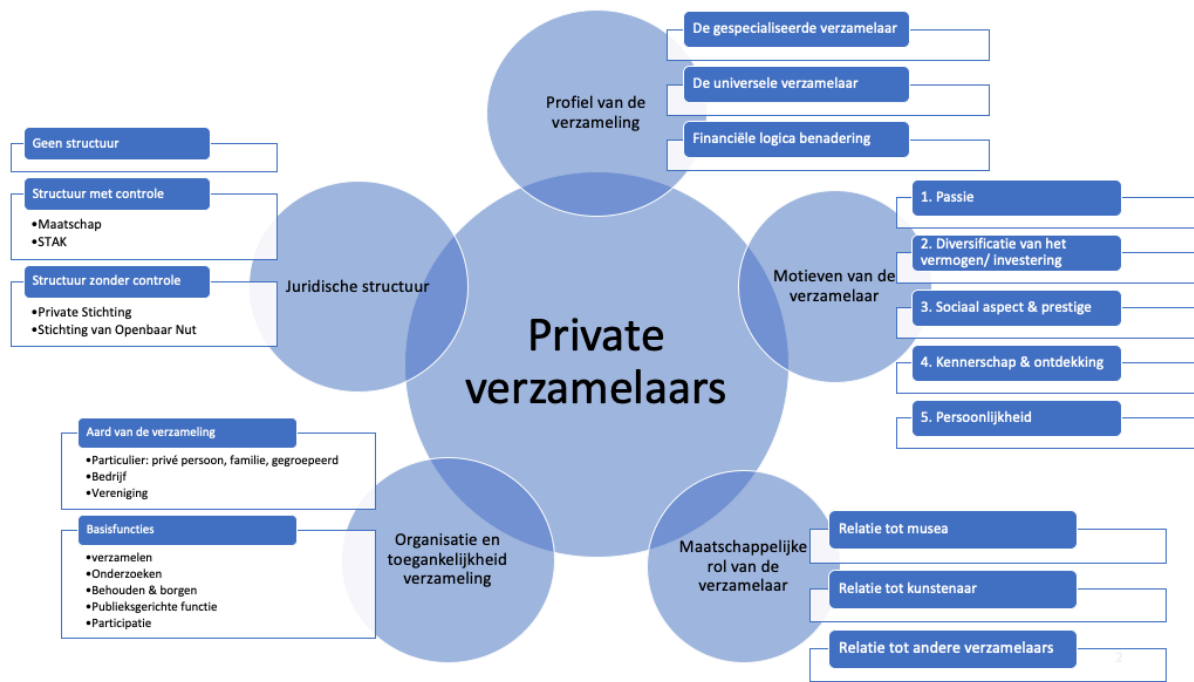 De gespecialiseerde verzamelaar
De universele verzamelaar
Financiële logica benadering
Profiel van de
verzameling
Geen structuur
Structuur met controle
•Maatschap
•STAK
Structuur zonder controle
•Private Stichting
•Stichting van Openbaar Nut
Juridische structuur
1. Passie
2. Diversificatie van het
vermogen/ investering
3. Sociaal aspect & prestige
4. Kennerschap & ontdekking
5. Persoonlijkheid
Motieven van de
verzamelaar
Private
verzamelaars
Aard van de verzameling
•Particulier: privé persoon, familie, gegroepeerd
•Bedrijf
•Vereniging
Basisfuncties
•verzamelen
•Onderzoeken
•Behouden & borgen
•Publieksgerichte functie
•Participatie
Organisatie en
toegankelijkheid
verzameling
Maatschappelijke
rol van de
verzamelaar
Relatie tot musea
Relatie tot kunstenaar
Relatie tot andere verzamelaars
2